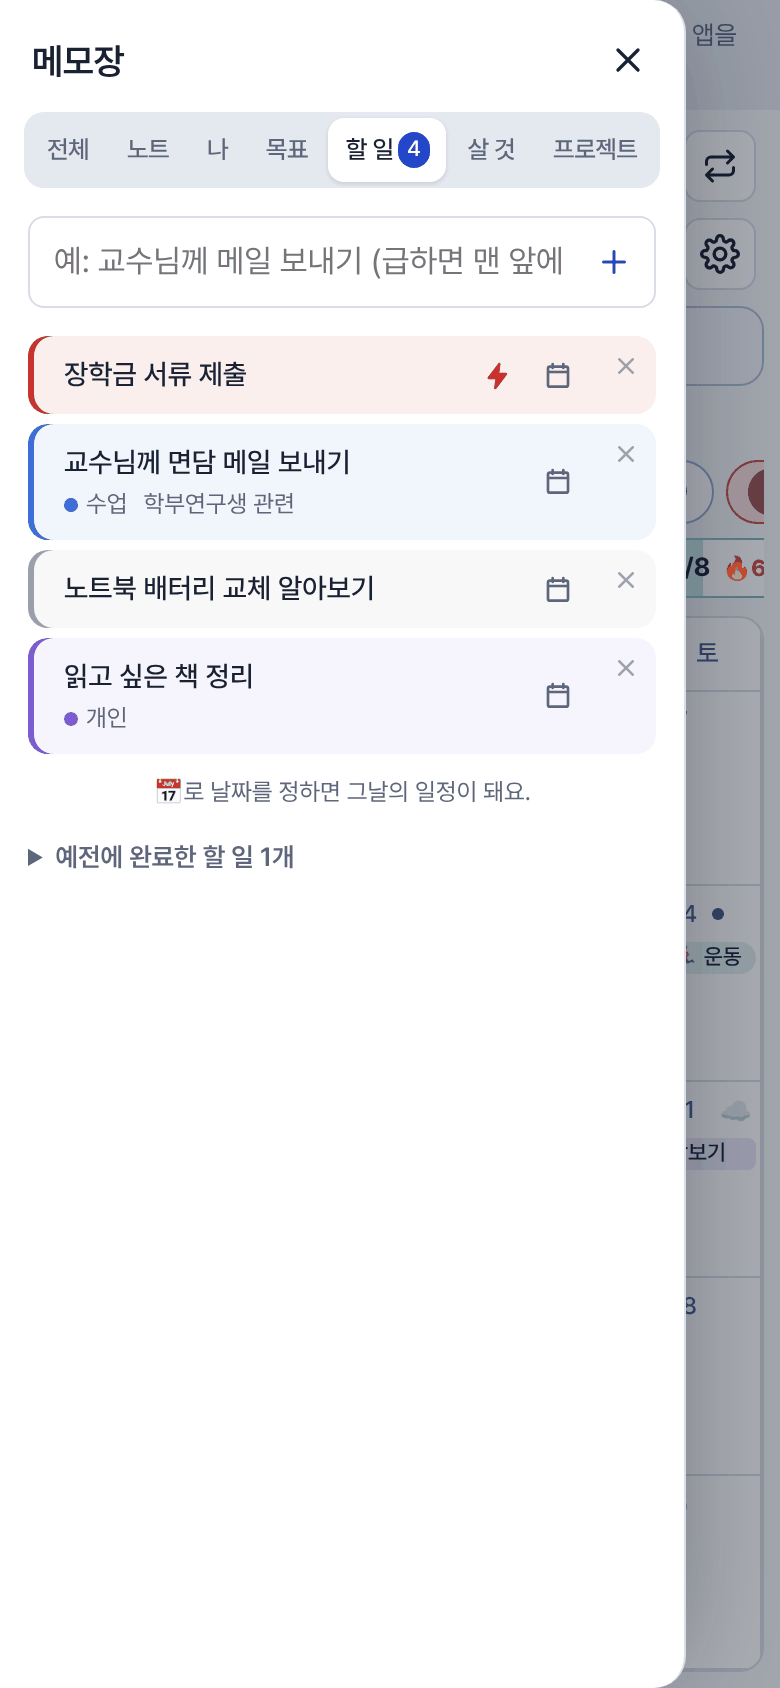 메모장
앱을
전체 노트 나 목표 할 일 4 살 것 프로젝트
예: 교수님께 메일 보내기 (급하면 맨 앞에
장학금 서류 제출
교수님께 면담 메일 보내기
수업 학부연구생 관련
/8 🔥6
노트북 배터리 교체 알아보기
토
읽고 싶은 책 정리
개인
📅로 날짜를 정하면 그날의 일정이 돼요.
▶ 예전에 완료한 할 일 1개
4
운동
1
보기
8